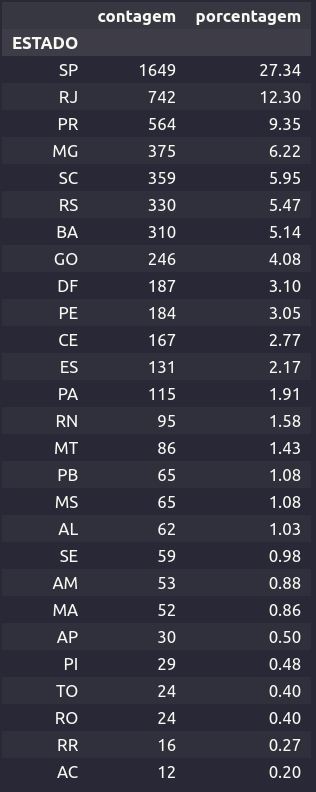 contagem porcentagem
ESTADO
SP 1649 27.34
RJ 742 12.30
PR 564 9.35
MG 375 6.22
SC 359 5.95
RS 330 5.47
BA 310 5.14
GO 246 4.08
DF 187 3.10
PE 184 3.05
CE 167 2.77
ES 131 2.17
PA 115 1.91
RN 95 1.58
MT 86 1.43
PB 65 1.08
MS 65 1.08
AL 62 1.03
SE 59 0.98
AM 53 0.88
MA 52 0.86
AP 30 0.50
PI 29 0.48
TO 24 0.40
RO 24 0.40
RR 16 0.27
AC 12 0.20